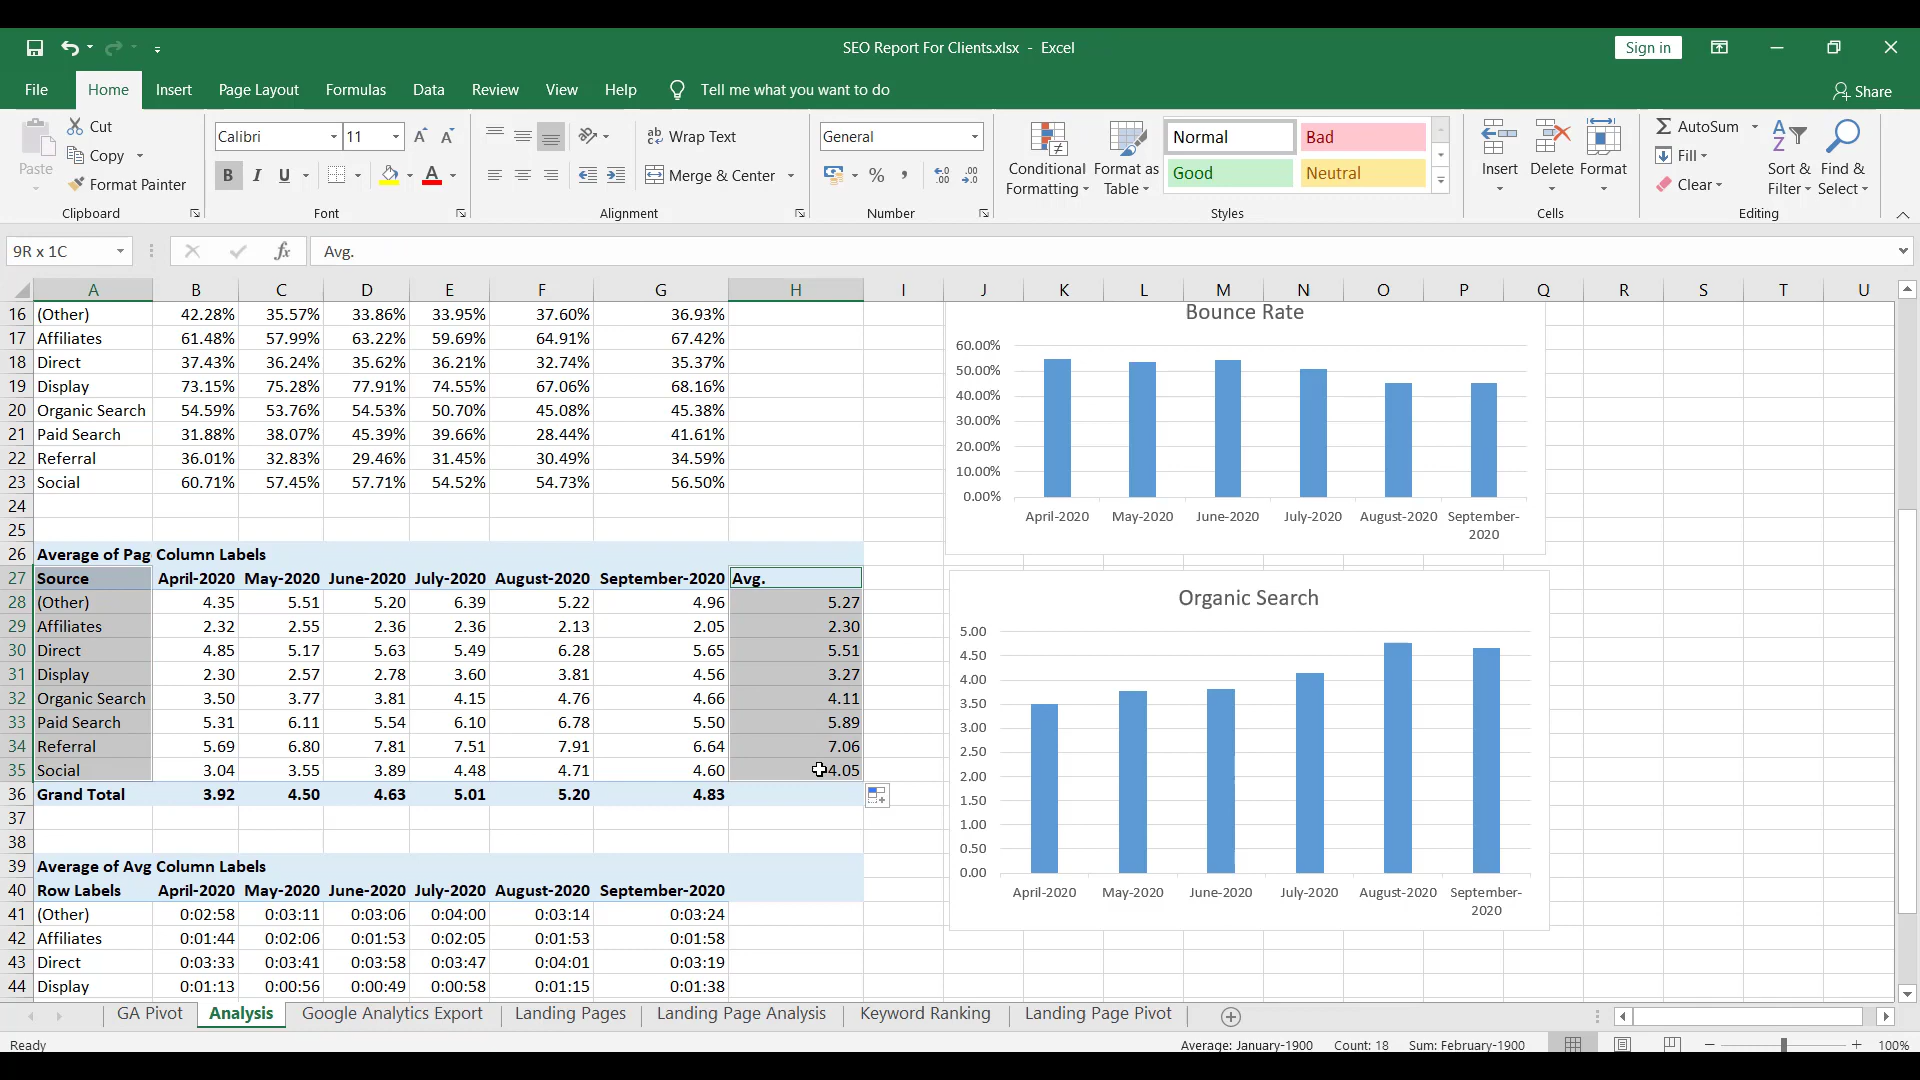 SEO Report For Clients.xlsx - Excel
Sign in
File Home Insert Page Layout Formulas Data Review View Help Tell me what you want to do Share
Paste
Cut
Copy
Format Painter
Clipboard
Calibri 11
B I U
Font
Wrap Text
Merge & Center
Alignment
General
Number
Conditional Formatting
Format as Table
Normal Bad
Good Neutral
Styles
Insert Delete Format
Cells
AutoSum
Fill
Clear
Sort & Filter
Find & Select
Editing
9R x 1C fx Avg.
A B C D E F G H I J K L M N O P Q R S T U
16 (Other) 42.28% 35.57% 33.86% 33.95% 37.60% 36.93%
17 Affiliates 61.48% 57.99% 63.22% 59.69% 64.91% 67.42%
18 Direct 37.43% 36.24% 35.62% 36.21% 32.74% 35.37%
19 Display 73.15% 75.28% 77.91% 74.55% 67.06% 68.16%
20 Organic Search 54.59% 53.76% 54.53% 50.70% 45.08% 45.38%
21 Paid Search 31.88% 38.07% 45.39% 39.66% 28.44% 41.61%
22 Referral 36.01% 32.83% 29.46% 31.45% 30.49% 34.59%
23 Social 60.71% 57.45% 57.71% 54.52% 54.73% 56.50%
24
25
26 Average of Pag Column Labels
27 Source April-2020 May-2020 June-2020 July-2020 August-2020 September-2020 Avg.
28 (Other) 4.35 5.51 5.20 6.39 5.22 4.96 5.27
29 Affiliates 2.32 2.55 2.36 2.36 2.13 2.05 2.30
30 Direct 4.85 5.17 5.63 5.49 6.28 5.65 5.51
31 Display 2.30 2.57 2.78 3.60 3.81 4.56 3.27
32 Organic Search 3.50 3.77 3.81 4.15 4.76 4.66 4.11
33 Paid Search 5.31 6.11 5.54 6.10 6.78 5.50 5.89
34 Referral 5.69 6.80 7.81 7.51 7.91 6.64 7.06
35 Social 3.04 3.55 3.89 4.48 4.71 4.60 4.05
36 Grand Total 3.92 4.50 4.63 5.01 5.20 4.83
37
38
39 Average of Avg Column Labels
40 Row Labels April-2020 May-2020 June-2020 July-2020 August-2020 September-2020
41 (Other) 0:02:58 0:03:11 0:03:06 0:04:00 0:03:14 0:03:24
42 Affiliates 0:01:44 0:02:06 0:01:53 0:02:05 0:01:53 0:01:58
43 Direct 0:03:33 0:03:41 0:03:58 0:03:47 0:04:01 0:03:19
44 Display 0:01:13 0:00:56 0:00:49 0:00:58 0:01:15 0:01:38
Bounce Rate
60.00%
50.00%
40.00%
30.00%
20.00%
10.00%
0.00%
April-2020 May-2020 June-2020 July-2020 August-2020 September-
2020
Organic Search
5.00
4.50
4.00
3.50
3.00
2.50
2.00
1.50
1.00
0.50
0.00
April-2020 May-2020 June-2020 July-2020 August-2020 September-
2020
GA Pivot Analysis Google Analytics Export Landing Pages Landing Page Analysis Keyword Ranking Landing Page Pivot
Ready Average: January-1900 Count: 18 Sum: February-1900 100%